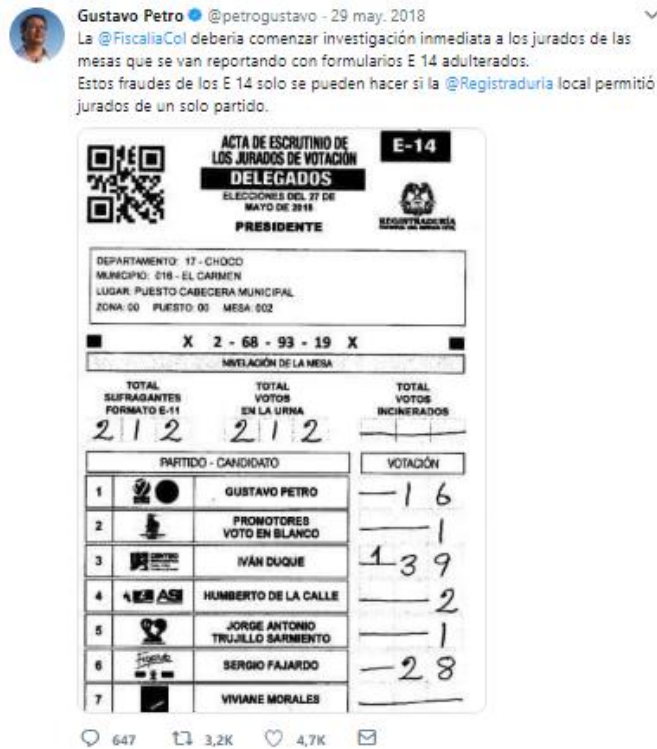 Gustavo Petro @petrogustavo - 29 may. 2018
La @FiscaliaCol deberia comenzar investigación inmediata a los jurados de las
mesas que se van reportando con formularios E 14 adulterados.
Estos fraudes de los E 14 solo se pueden hacer si la @Registraduria local permitió
jurados de un solo partido.
ACTA DE ESCRUTINIO DE
LOS JURADOS DE VOTACIÓN
E-14
DELEGADOS
ELECCIONES DEL 27 DE
MAYO DE 2018
PRESIDENTE
REGISTRADURÍA
DEPARTAMENTO: 17 - CHOCO
MUNICIPIO: 016 - EL CARMEN
LUGAR: PUESTO CABECERA MUNICIPAL
ZONA: 00 PUESTO: 00 MESA: 002
X 2 - 68 - 93 - 19 X
NIVELACIÓN DE LA MESA
TOTAL
SUFRAGANTES
FORMATO E-11
212
TOTAL
VOTOS
EN LA URNA
212
TOTAL
VOTOS
INCINERADOS
PARTIDO - CANDIDATO VOTACIÓN
1 GUSTAVO PETRO 16
2 PROMOTORES
VOTO EN BLANCO 1
3 CENTRO IVÁN DUQUE 139
4 ASI HUMBERTO DE LA CALLE 2
5 JORGE ANTONIO
TRUJILLO SARMIENTO 1
6 Fajardo SERGIO FAJARDO 28
7 VIVIANE MORALES
647 3,2K 4,7K